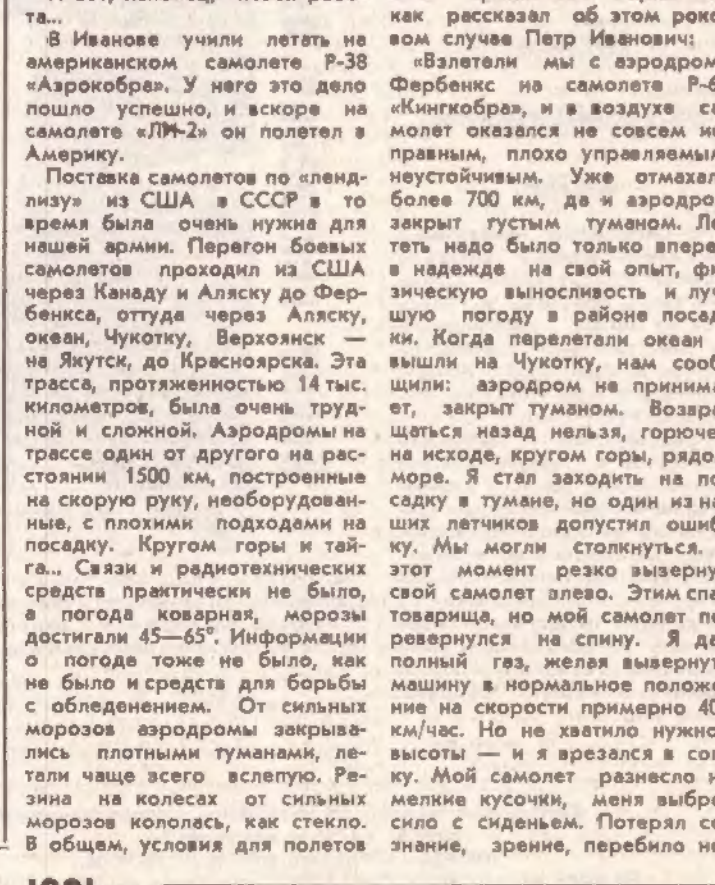 та...
В Иванове учили летать на
американском самолете Р-38
«Аэрокобра». У него это дело
пошло успешно, и вскоре на
самолете «ЛИ-2» он полетел в
Америку.
Поставка самолетов по «ленд-
лизу» из США в СССР в то
время была очень нужна для
нашей армии. Перегон боевых
самолетов проходил из США
через Канаду и Аляску до Фер-
бенкса, оттуда через Аляску,
океан, Чукотку, Верхоянск —
на Якутск, до Красноярска. Эта
трасса, протяженностью 14 тыс.
километров, была очень труд-
ной и сложной. Аэродромы на
трассе один от другого на рас-
стоянии 1500 км, построенные
на скорую руку, необорудован-
ные, с плохими подходами на
посадку. Кругом горы и тай-
га... Связи и радиотехнических
средств практически не было,
а погода коварная, морозы
достигали 45—65°. Информации
о погоде тоже не было, как
не было и средств для борьбы
с обледенением. От сильных
морозов аэродромы закрыва-
лись плотными туманами, ле-
тали чаще всего вслепую. Ре-
зина на колесах от сильных
морозов кололась, как стекло.
В общем, условия для полетов
как рассказал об этом роко
вом случае Петр Иванович:
«Взлетели мы с аэродром
Фербенкс на самолете Р-6
«Кингкобра», и в воздухе са
молет оказался не совсем ис
правным, плохо управляемым
неустойчивым. Уже отмахал
более 700 км, да и аэродро
закрыт густым туманом. Ле
теть надо было только впере
в надежде на свой опыт, фи
зическую выносливость и луч
шую погоду в районе посад
ки. Когда перелетали океан
вышли на Чукотку, нам сооб
щили: аэродром не принима
ет, закрыт туманом. Возвра
щаться назад нельзя, горюче
на исходе, кругом горы, рядо
море. Я стал заходить на по
садку в тумане, но один из на
ших летчиков допустил ошиб
ку. Мы могли столкнуться.
этот момент резко вывернул
свой самолет влево. Этим спа
товарища, но мой самолет пе
ревернулся на спину. Я да
полный газ, желая вывернут
машину в нормальное положе
ние на скорости примерно 40
км/час. Но не хватило нужно
высоты — и я врезался в соп
ку. Мой самолет разнесло н
мелкие кусочки, меня выбро
сило с сиденьем. Потерял со
знание, зрение, перебило но